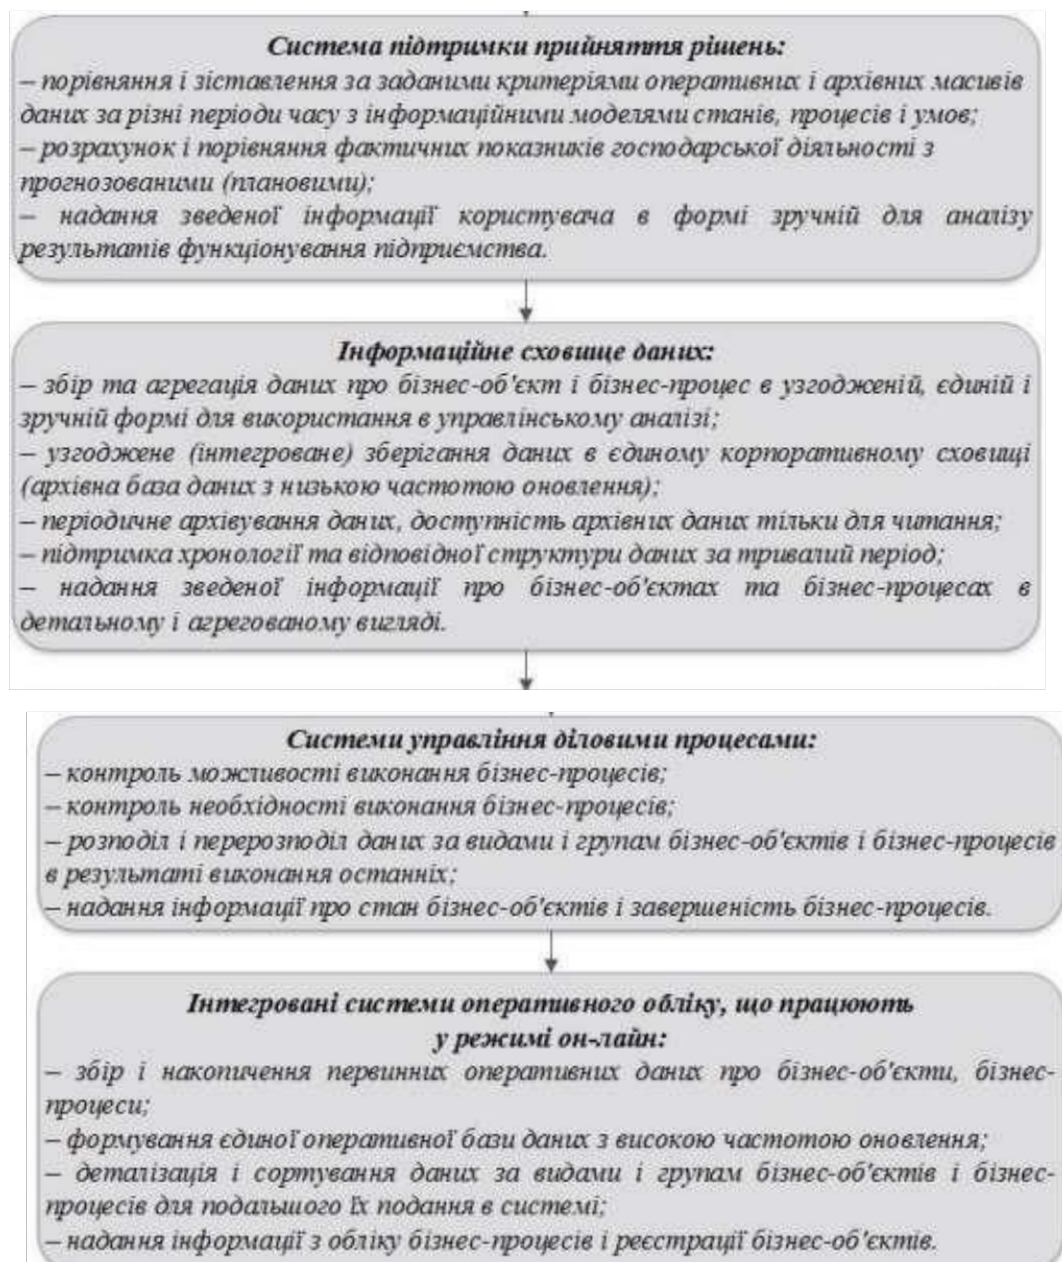 Система підтримки прийняття рішень:
– порівняння і зіставлення за заданими критеріями оперативних і архівних масивів
даних за різні періоди часу з інформаційними моделями станів, процесів і умов;
– розрахунок і порівняння фактичних показників господарської діяльності з
прогнозованими (плановими);
– надання зведеної інформації користувача в формі зручній для аналізу
результатів функціонування підприємства.
Інформаційне сховище даних:
– збір та агрегація даних про бізнес-об'єкт і бізнес-процес в узгодженій, єдиній і
зручній формі для використання в управлінському аналізі;
– узгоджене (інтегроване) зберігання даних в єдиному корпоративному сховищі
(архівна база даних з низькою частотою оновлення);
– періодичне архівування даних, доступність архівних даних тільки для читання;
– підтримка хронології та відповідної структури даних за тривалий період;
– надання зведеної інформації про бізнес-об'єктах та бізнес-процесах в
детальному і агрегованому вигляді.
Системи управління діловими процесами:
– контроль можливості виконання бізнес-процесів;
– контроль необхідності виконання бізнес-процесів;
– розподіл і перерозподіл даних за видами і групам бізнес-об'єктів і бізнес-процесів
в результаті виконання останніх;
– надання інформації про стан бізнес-об'єктів і завершеність бізнес-процесів.
Інтегровані системи оперативного обліку, що працюють
у режимі он-лайн:
– збір і накопичення первинних оперативних даних про бізнес-об'єкти, бізнес-
процеси;
– формування єдиної оперативної бази даних з високою частотою оновлення;
– деталізація і сортування даних за видами і групам бізнес-об'єктів і бізнес-
процесів для подальшого їх подання в системі;
– надання інформації з обліку бізнес-процесів і реєстрації бізнес-об'єктів.